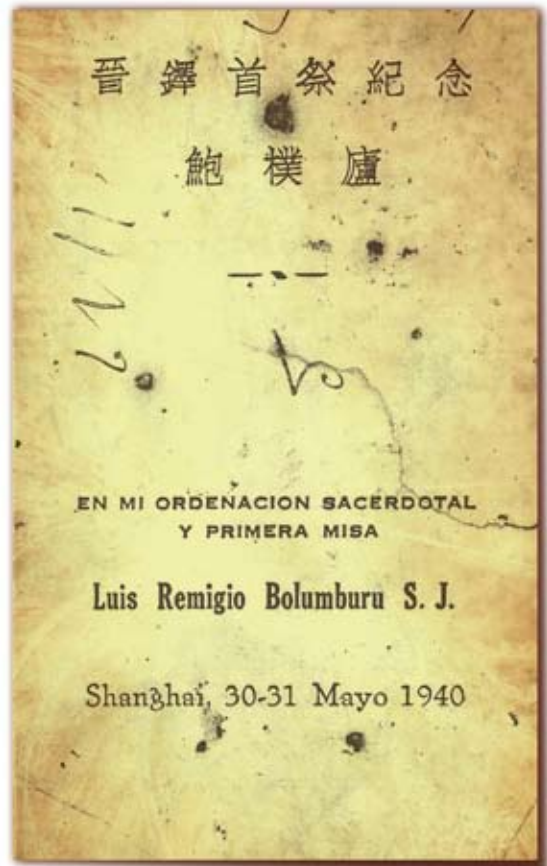 晉鐸首祭紀念
鮑樸廬
EN MI ORDENACION SACERDOTAL
Y PRIMERA MISA
Luis Remigio Bolumburu S. J.
Shanghai, 30-31 Mayo 1940